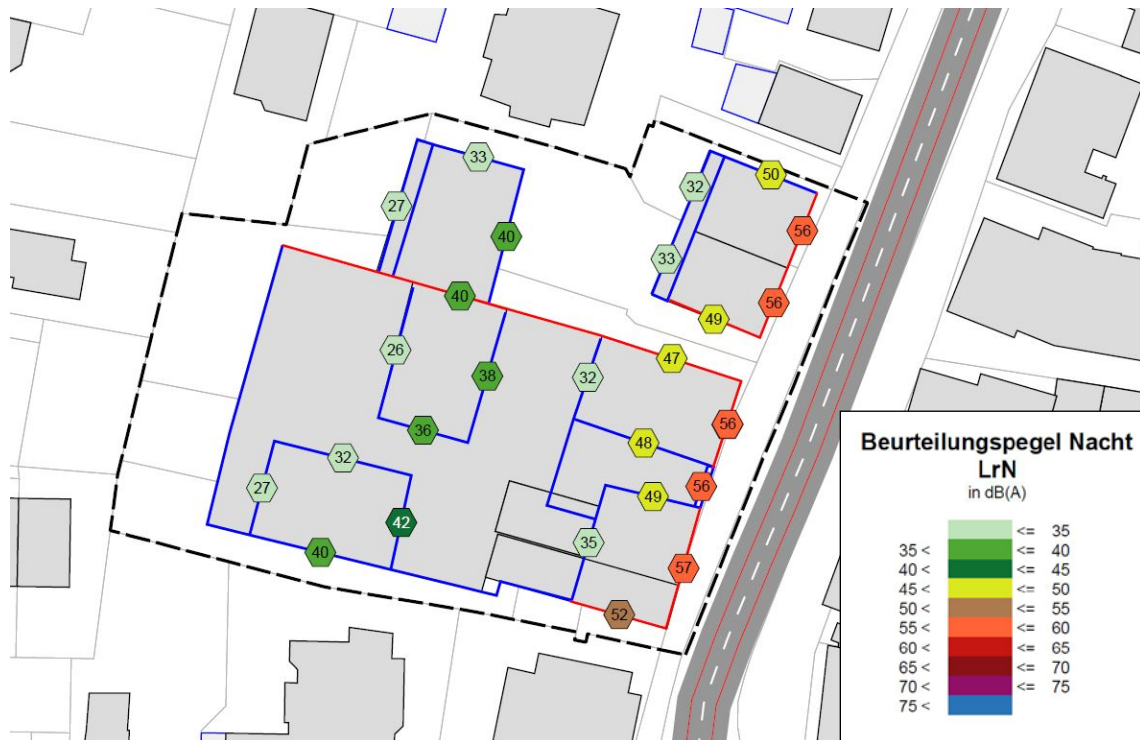 33
50
32
27
56
40
33
40
56
49
26
47
32
38
56
36
48
32
56
27
49
42
35
40
57
52
Beurteilungspegel Nacht
LrN
in dB(A)
<= 35
35 < <= 40
40 < <= 45
45 < <= 50
50 < <= 55
55 < <= 60
60 < <= 65
65 < <= 70
70 < <= 75
75 <